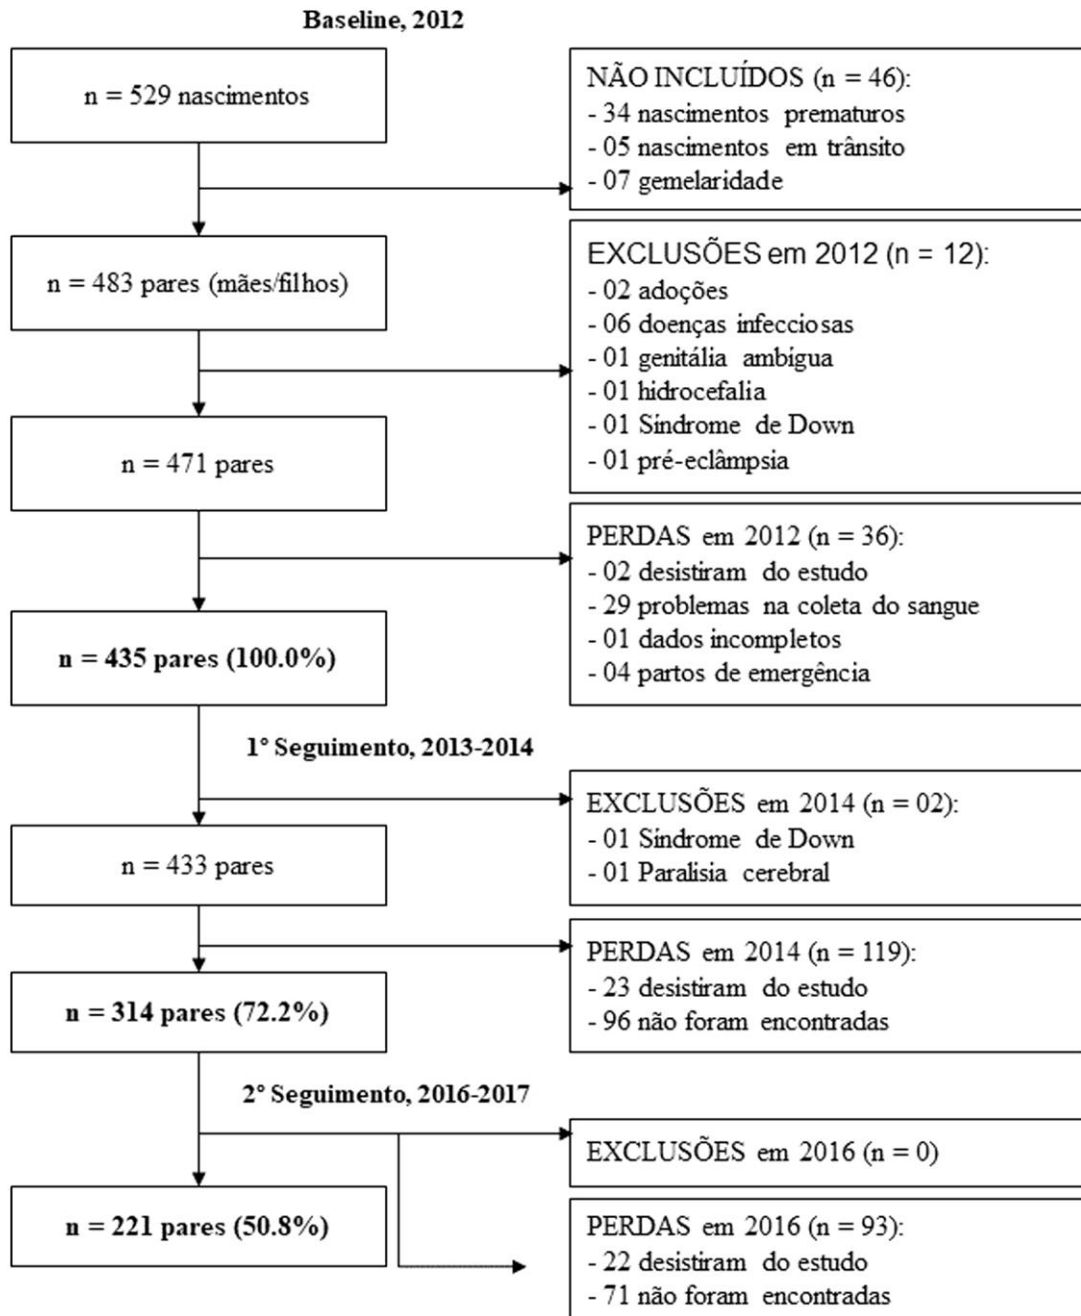 Baseline, 2012
n = 529 nascimentos
NÃO INCLUÍDOS (n = 46):
- 34 nascimentos prematuros
- 05 nascimentos em trânsito
- 07 gemelaridade
n = 483 pares (mães/filhos)
EXCLUSÕES em 2012 (n = 12):
- 02 adoções
- 06 doenças infecciosas
- 01 genitália ambígua
- 01 hidrocefalia
- 01 Síndrome de Down
- 01 pré-eclâmpsia
n = 471 pares
PERDAS em 2012 (n = 36):
- 02 desistiram do estudo
- 29 problemas na coleta do sangue
- 01 dados incompletos
- 04 partos de emergência
n = 435 pares (100.0%)
1° Seguimento, 2013-2014
EXCLUSÕES em 2014 (n = 02):
- 01 Síndrome de Down
- 01 Paralisia cerebral
n = 433 pares
PERDAS em 2014 (n = 119):
- 23 desistiram do estudo
- 96 não foram encontradas
n = 314 pares (72.2%)
2° Seguimento, 2016-2017
EXCLUSÕES em 2016 (n = 0)
n = 221 pares (50.8%)
PERDAS em 2016 (n = 93):
- 22 desistiram do estudo
- 71 não foram encontradas